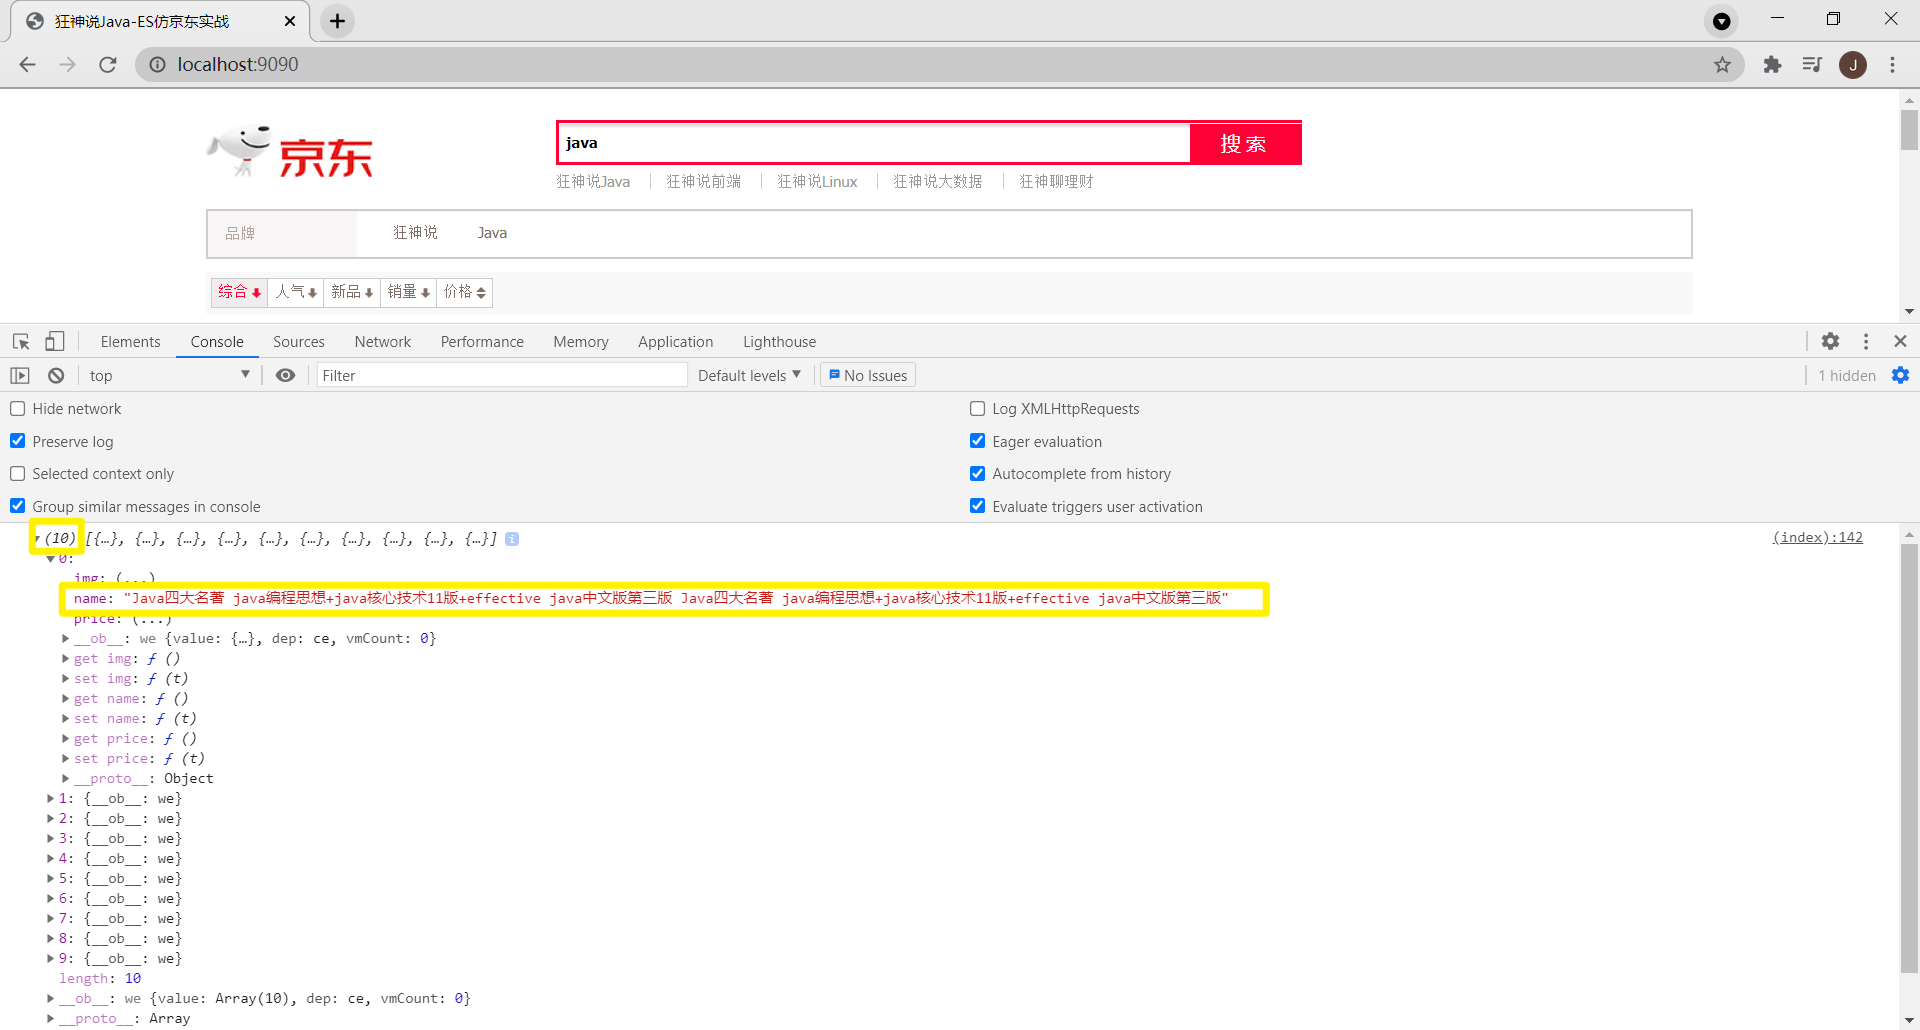 狂神说Java-ES仿京东实战
localhost:9090
J
京东
java
搜索
狂神说Java 狂神说前端 狂神说Linux 狂神说大数据 狂神聊理财
品牌 狂神说 Java
综合 人气 新品 销量 价格
Elements Console Sources Network Performance Memory Application Lighthouse
top Filter Default levels No Issues 1 hidden
Hide network Log XMLHttpRequests
Preserve log Eager evaluation
Selected context only Autocomplete from history
Group similar messages in console Evaluate triggers user activation
(10) [{…}, {…}, {…}, {…}, {…}, {…}, {…}, {…}, {…}, {…}] i (index):142
0:
img: (...)
name: "Java四大名著 java编程思想+java核心技术11版+effective java中文版第三版 Java四大名著 java编程思想+java核心技术11版+effective java中文版第三版"
price: (...)
__ob__: we {value: {…}, dep: ce, vmCount: 0}
get img: ƒ ()
set img: ƒ (t)
get name: ƒ ()
set name: ƒ (t)
get price: ƒ ()
set price: ƒ (t)
__proto__: Object
1: {__ob__: we}
2: {__ob__: we}
3: {__ob__: we}
4: {__ob__: we}
5: {__ob__: we}
6: {__ob__: we}
7: {__ob__: we}
8: {__ob__: we}
9: {__ob__: we}
length: 10
__ob__: we {value: Array(10), dep: ce, vmCount: 0}
__proto__: Array